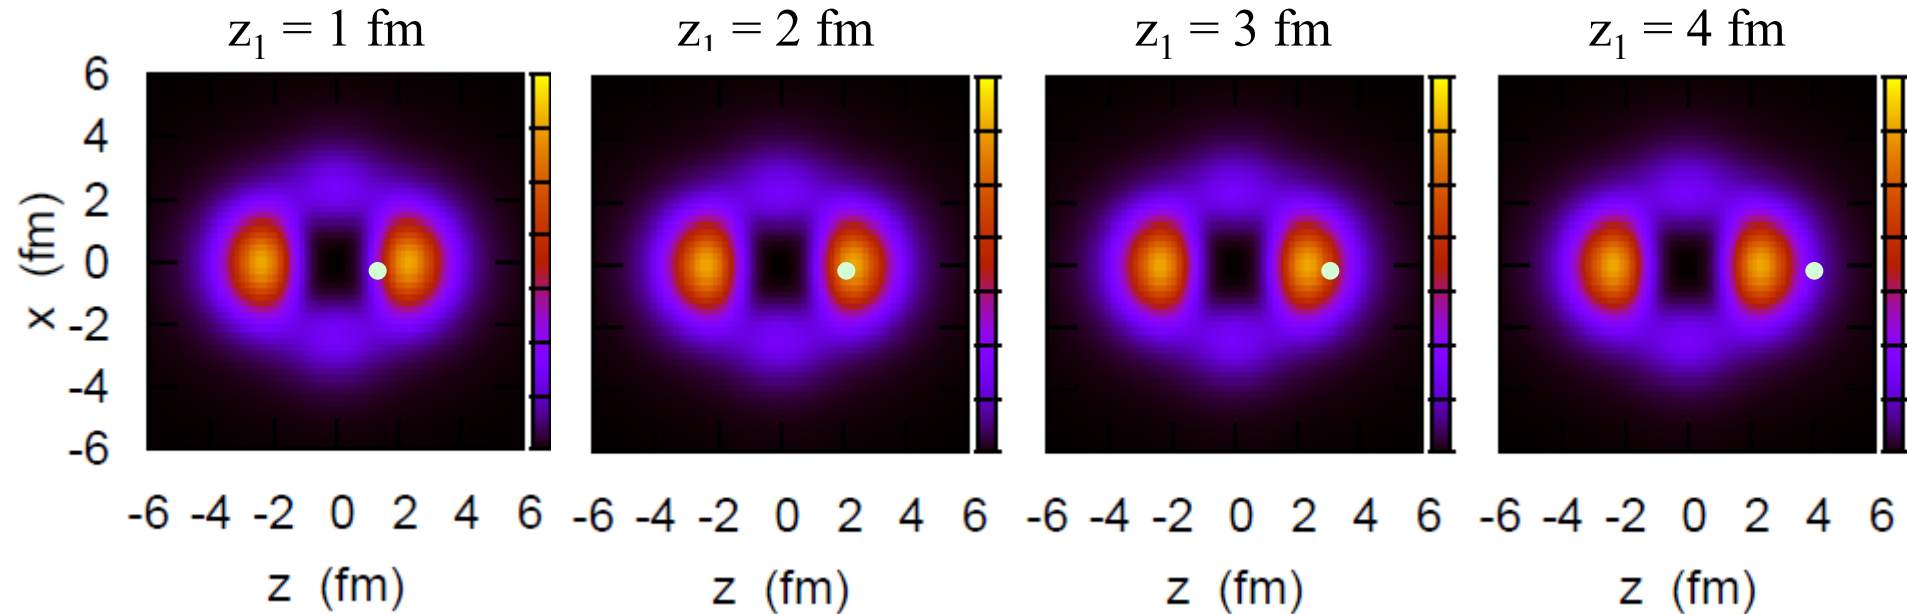 z₁ = 1 fm
z₁ = 2 fm
z₁ = 3 fm
z₁ = 4 fm
6
4
2
0
-2
-4
-6
x (fm)
-6 -4 -2 0 2 4 6
-6 -4 -2 0 2 4 6
-6 -4 -2 0 2 4 6
-6 -4 -2 0 2 4 6
z (fm)
z (fm)
z (fm)
z (fm)